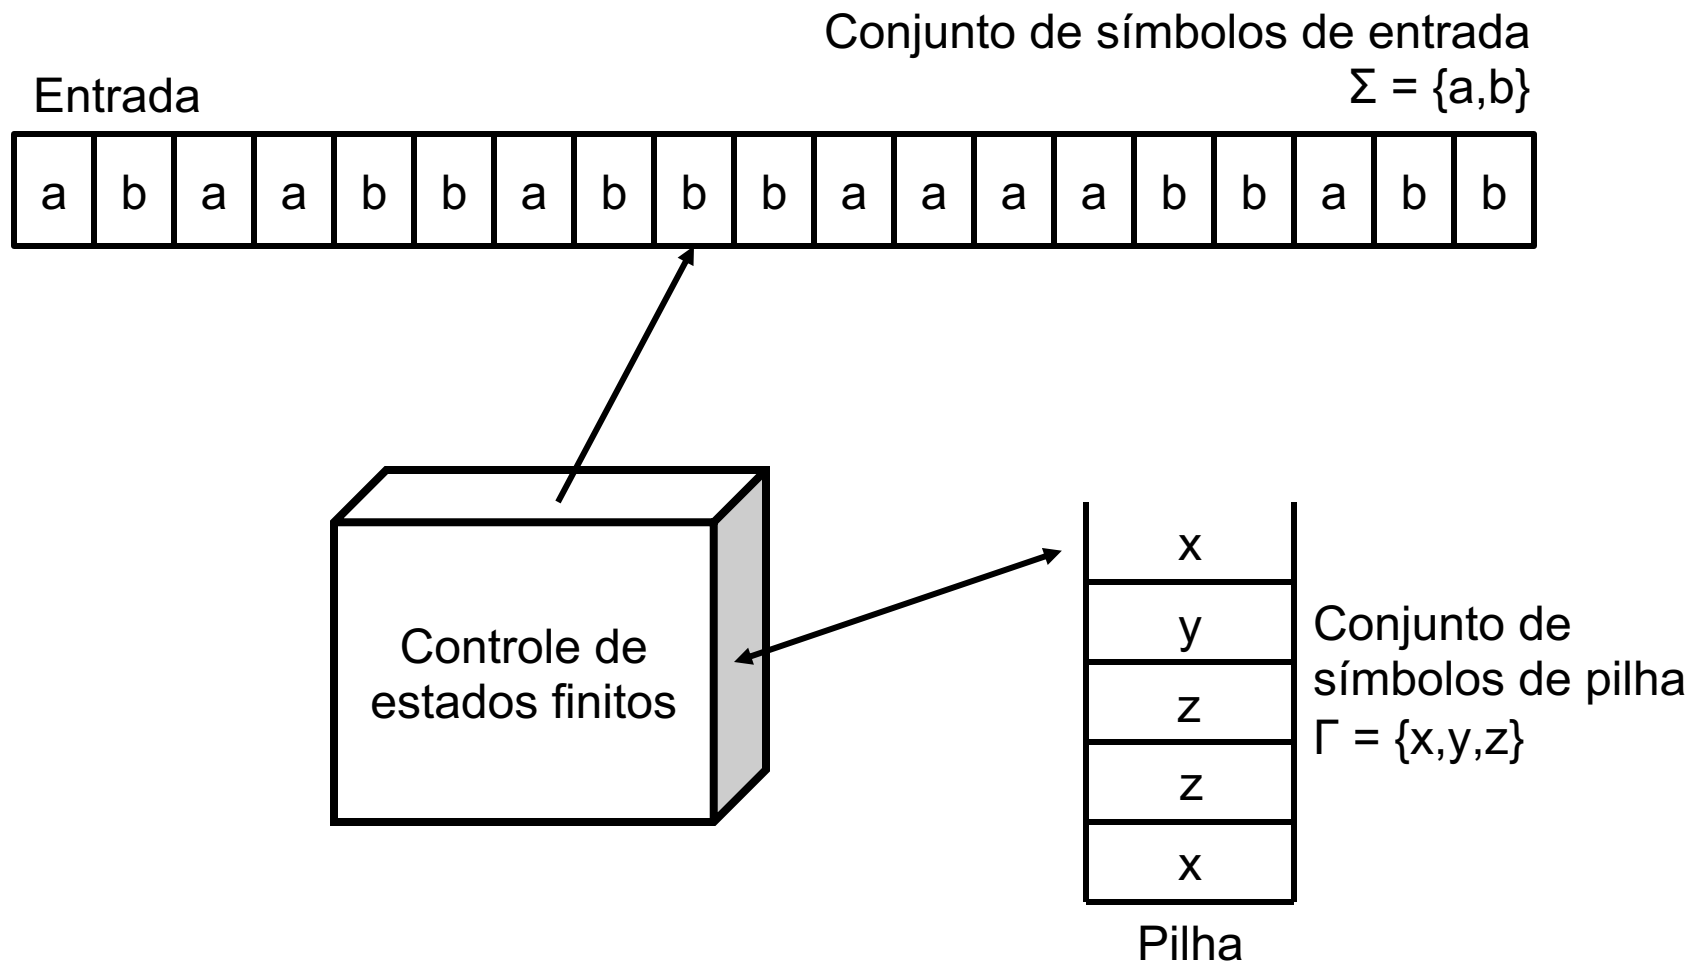 Conjunto de símbolos de entrada
Σ = {a,b}
Entrada
a b a a b b a b b b a a a a b b a b b
Controle de
estados finitos
x
y
z
z
x
Conjunto de
símbolos de pilha
Γ = {x,y,z}
Pilha